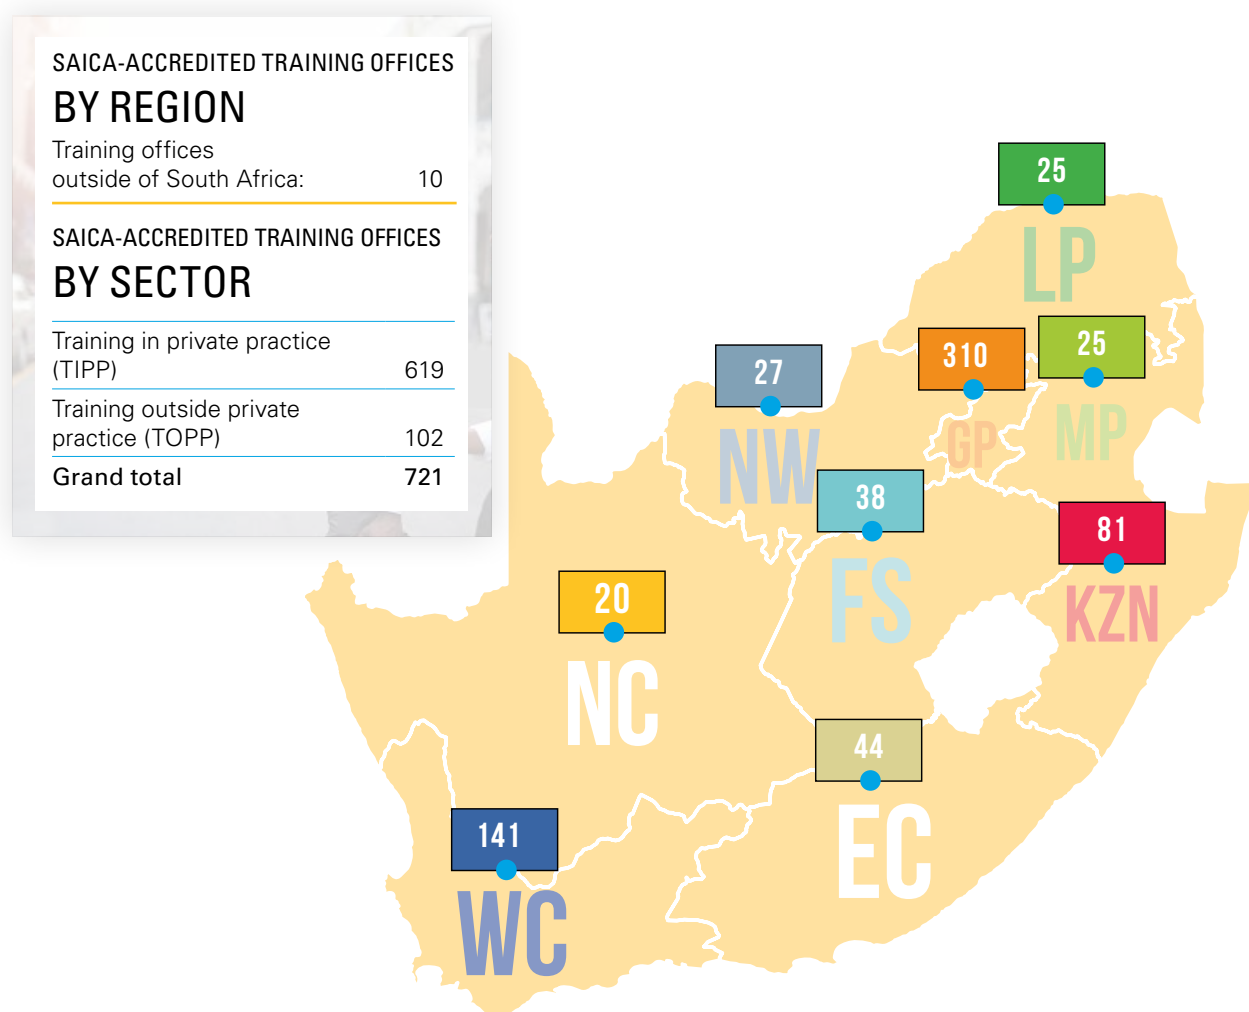 SAICA-ACCREDITED TRAINING OFFICES
BY REGION
Training offices
outside of South Africa: 10
SAICA-ACCREDITED TRAINING OFFICES
BY SECTOR
Training in private practice
(TIPP) 619
Training outside private
practice (TOPP) 102
Grand total 721
25
LP
310
GP
25
MP
27
NW
38
FS
81
KZN
20
NC
44
EC
141
WC